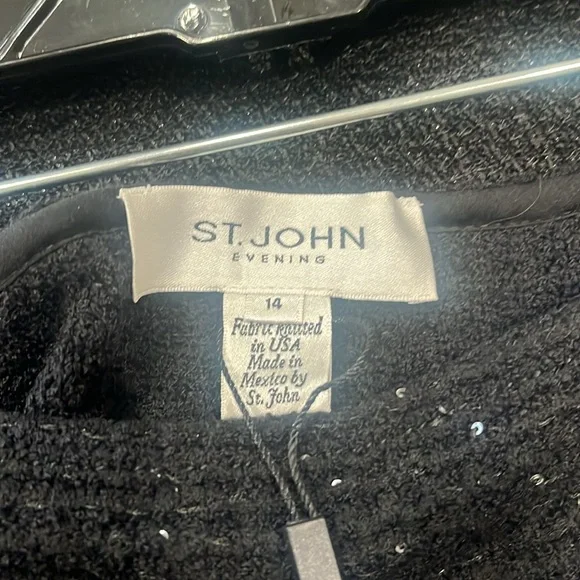 ST. JOHN
EVENING
14
Fabric knitted
in USA
Made in
Mexico by
St. John